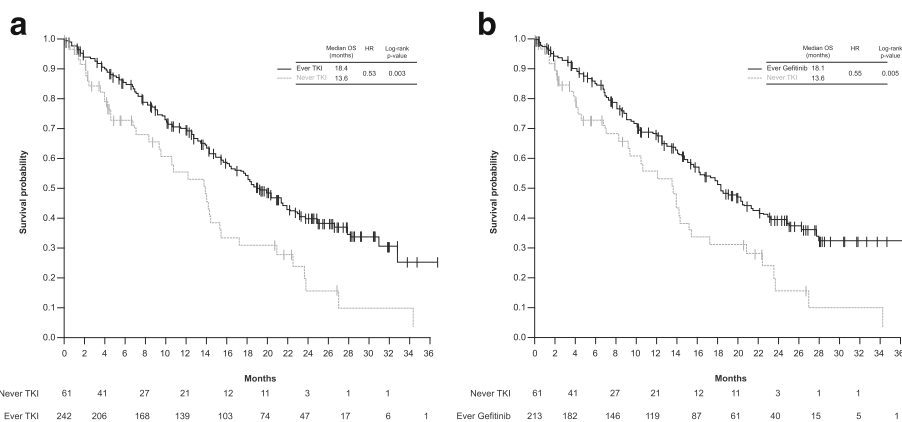 a
Median OS HR Log-rank
(months) p-value
Ever TKI 18.4
0.53 0.003
Never TKI 13.6
1.0
0.9
0.8
0.7
0.6
0.5
0.4
0.3
0.2
0.1
0.0
Survival probability
0 2 4 6 8 10 12 14 16 18 20 22 24 26 28 30 32 34 36
Months
Never TKI 61 41 27 21 12 11 3 1 1
Ever TKI 242 206 168 139 103 74 47 17 6 1
b
Median OS HR Log-rank
(months) p-value
Ever Gefitinib 18.1
0.55 0.005
Never TKI 13.6
1.0
0.9
0.8
0.7
0.6
0.5
0.4
0.3
0.2
0.1
0.0
Survival probability
0 2 4 6 8 10 12 14 16 18 20 22 24 26 28 30 32 34 36
Months
Never TKI 61 41 27 21 12 11 3 1 1
Ever Gefitinib 213 182 146 119 87 61 40 15 5 1